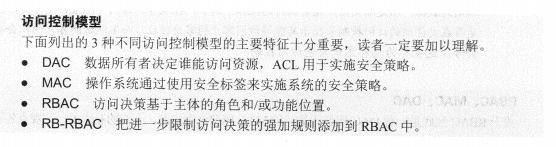 访问控制模型
下面列出的 3 种不同访问控制模型的主要特征十分重要，读者一定要加以理解。
● DAC 数据所有者决定谁能访问资源，ACL 用于实施安全策略。
● MAC 操作系统通过使用安全标签来实施系统的安全策略。
● RBAC 访问决策基于主体的角色和/或功能位置。
● RB-RBAC 把进一步限制访问决策的强加规则添加到 RBAC 中。